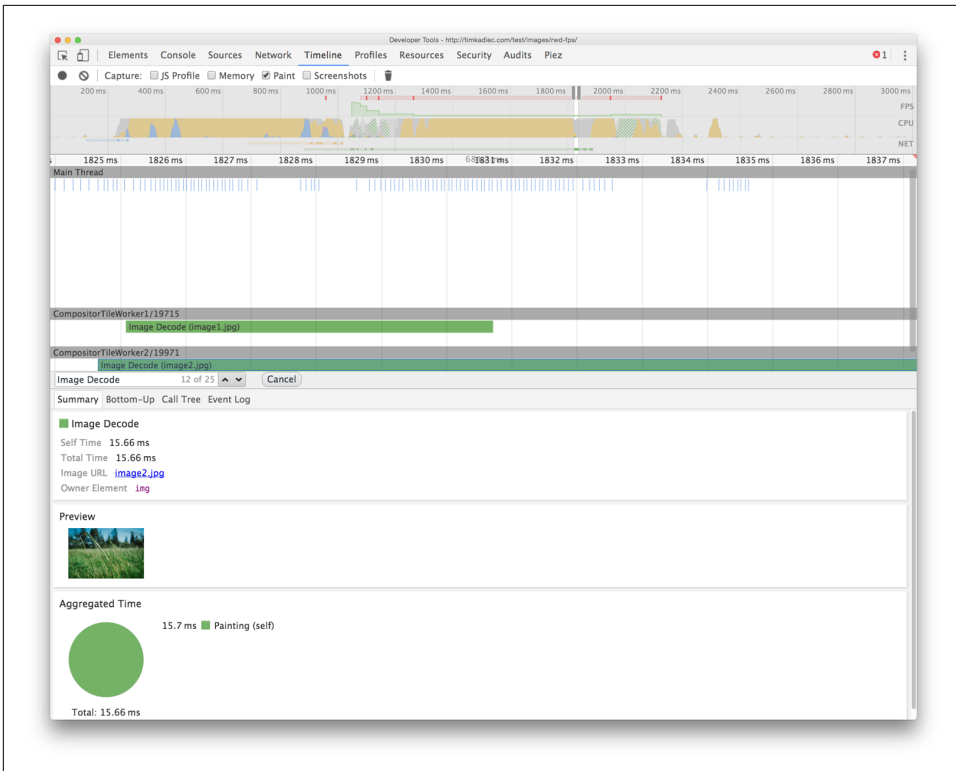 Developer Tools - http://timkadlec.com/test/images/rwd-fps/
Elements Console Sources Network Timeline Profiles Resources Security Audits Piez 1
Capture: JS Profile Memory Paint Screenshots
200 ms 400 ms 600 ms 800 ms 1000 ms 1200 ms 1400 ms 1600 ms 1800 ms 2000 ms 2200 ms 2400 ms 2600 ms 2800 ms 3000 ms
FPS
CPU
NET
1825 ms 1826 ms 1827 ms 1828 ms 1829 ms 1830 ms 1831 ms 1832 ms 1833 ms 1834 ms 1835 ms 1836 ms 1837 ms
Main Thread
CompositorTileWorker1/19715
Image Decode (image1.jpg)
CompositorTileWorker2/19971
Image Decode (image2.jpg)
Image Decode 12 of 25 Cancel
Summary Bottom-Up Call Tree Event Log
Image Decode
Self Time 15.66 ms
Total Time 15.66 ms
Image URL image2.jpg
Owner Element img
Preview
Aggregated Time
15.7 ms Painting (self)
Total: 15.66 ms